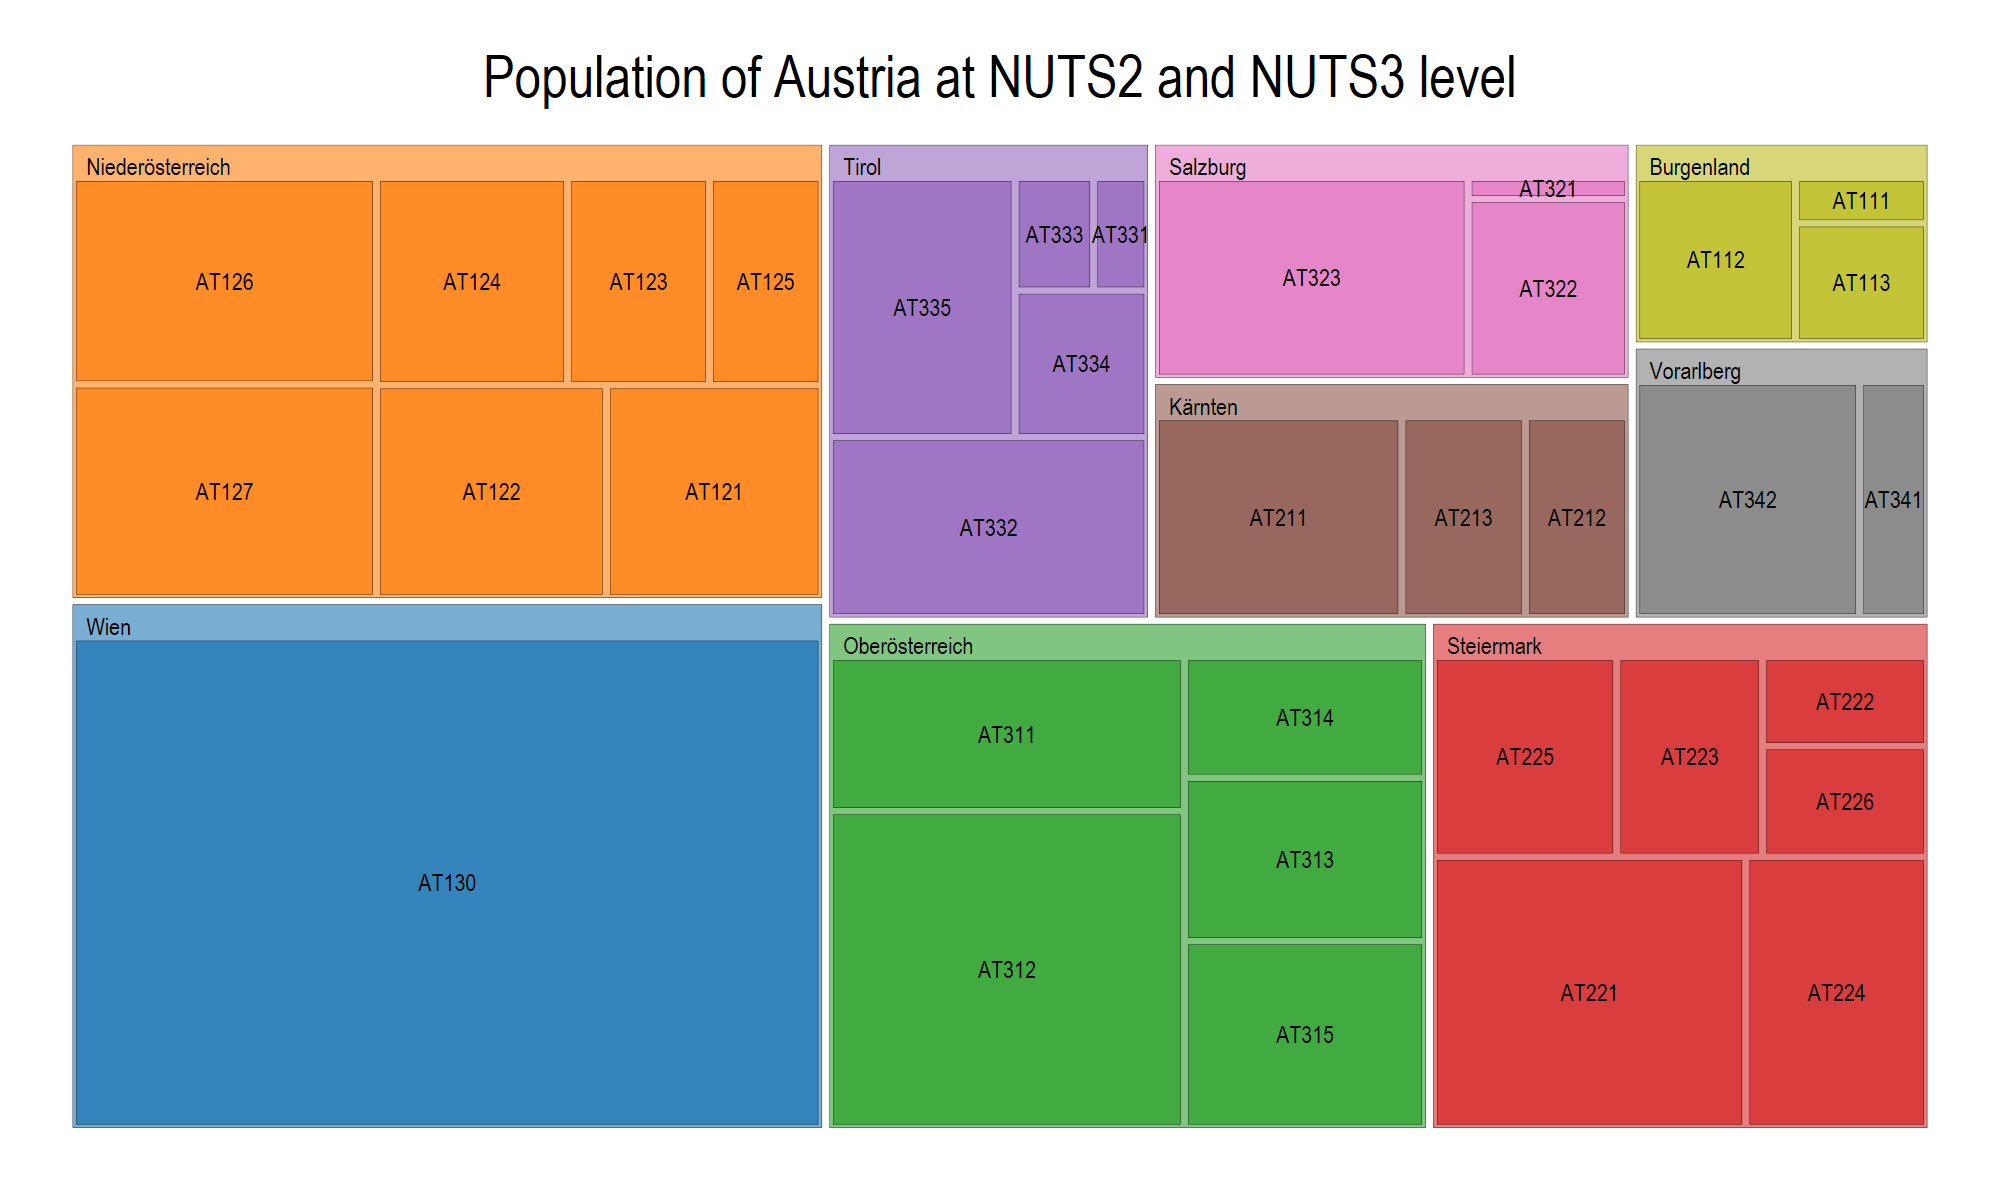 Population of Austria at NUTS2 and NUTS3 level
Niederösterreich
AT126
AT124
AT123
AT125
AT127
AT122
AT121
Wien
AT130
Tirol
AT335
AT333
AT331
AT334
AT332
Salzburg
AT323
AT321
AT322
Kärnten
AT211
AT213
AT212
Burgenland
AT112
AT111
AT113
Vorarlberg
AT342
AT341
Oberösterreich
AT311
AT314
AT313
AT312
AT315
Steiermark
AT225
AT223
AT222
AT226
AT221
AT224